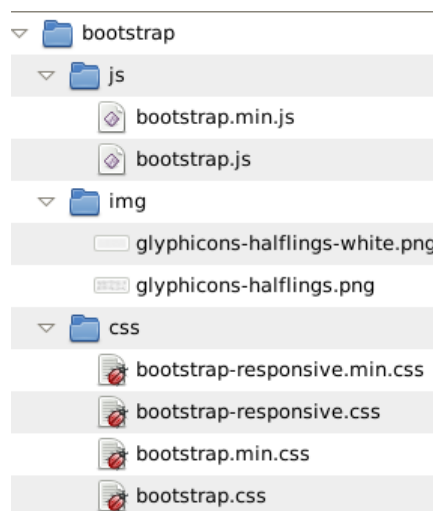 bootstrap
js
bootstrap.min.js
bootstrap.js
img
glyphicons-halflings-white.png
glyphicons-halflings.png
css
bootstrap-responsive.min.css
bootstrap-responsive.css
bootstrap.min.css
bootstrap.css